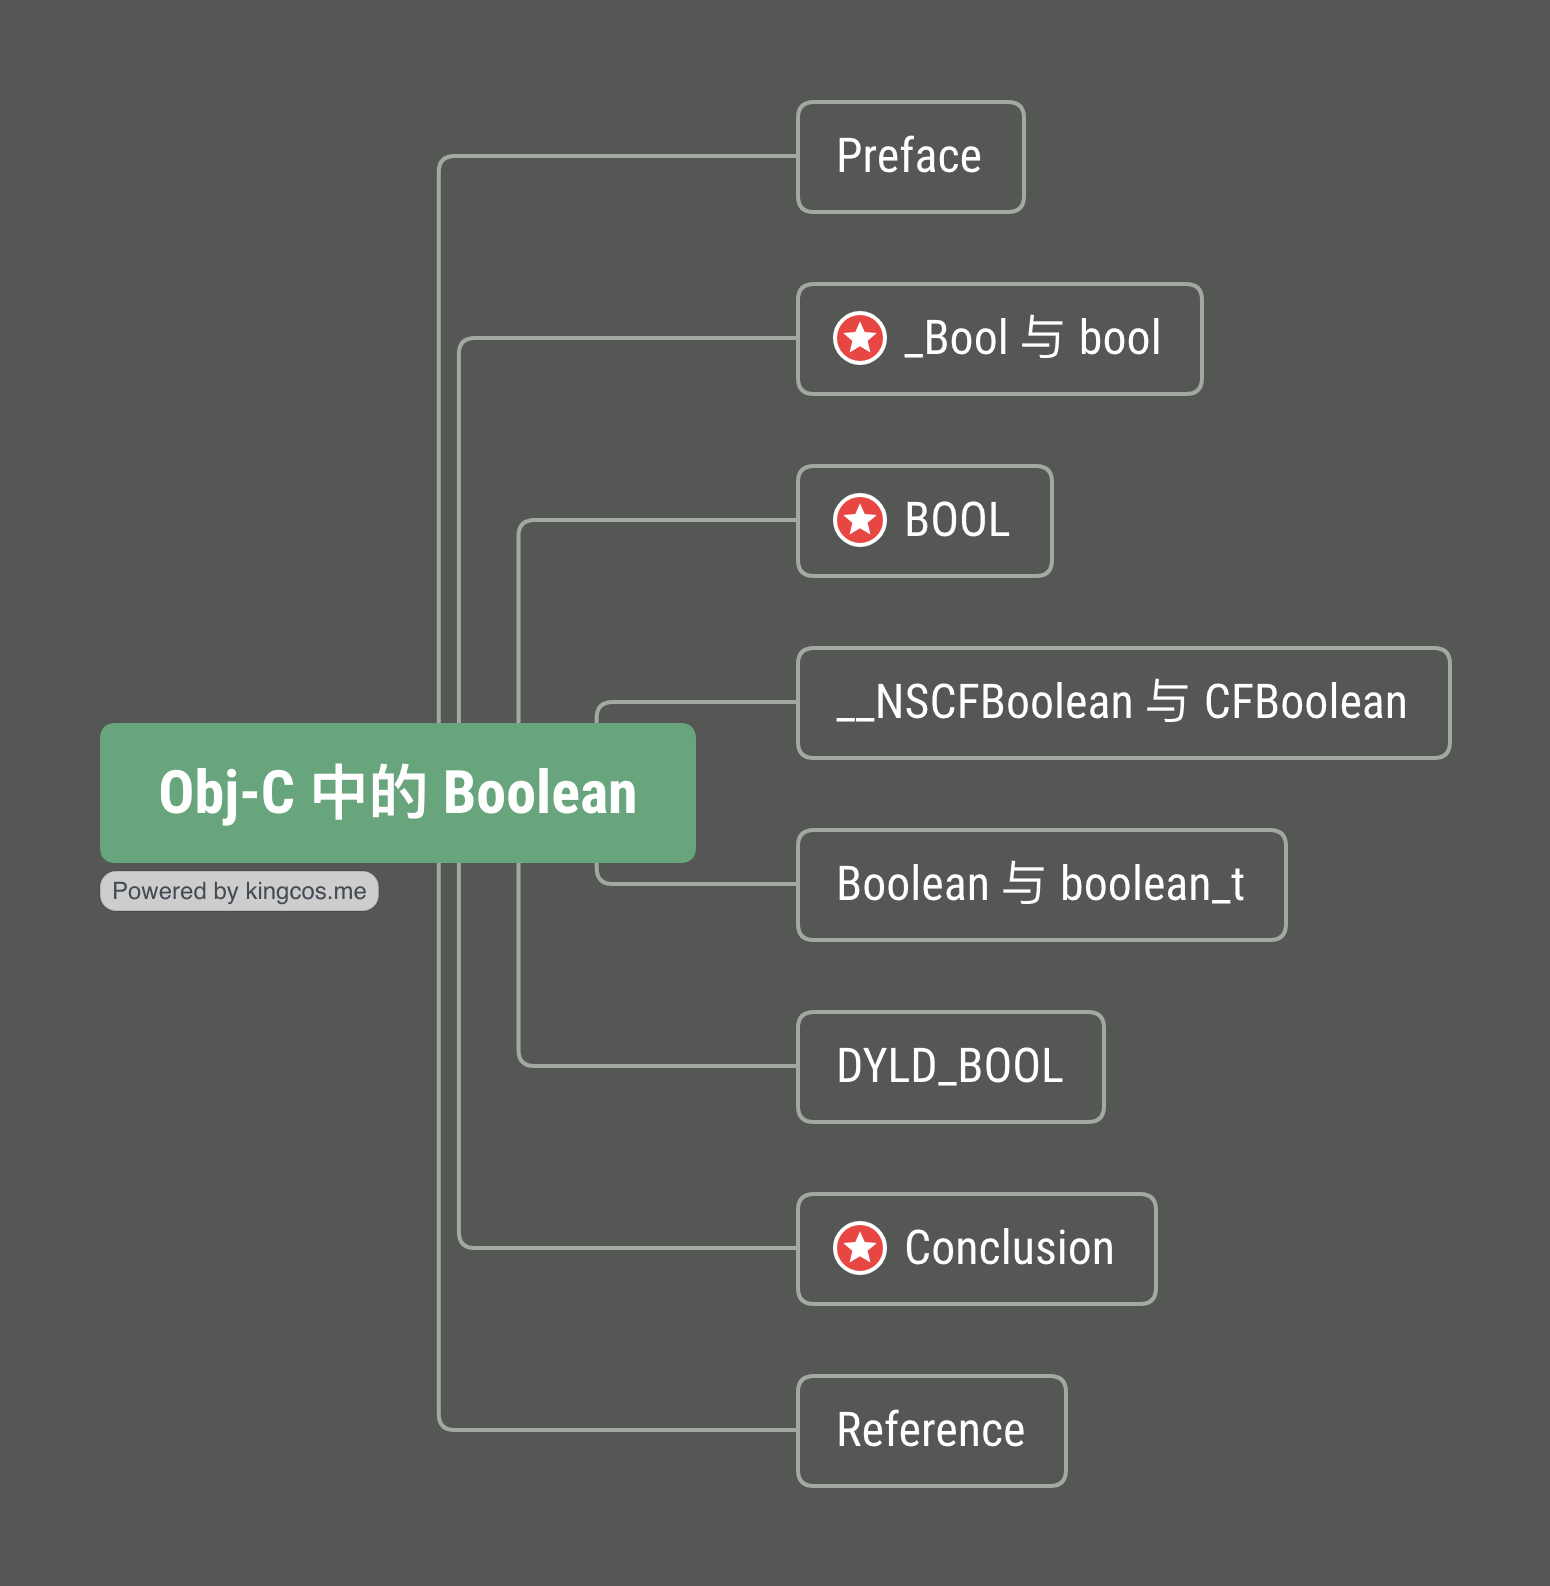 Preface
_Bool 与 bool
BOOL
__NSCFBoolean 与 CFBoolean
Obj-C 中的 Boolean
Powered by kingcos.me
Boolean 与 boolean_t
DYLD_BOOL
Conclusion
Reference